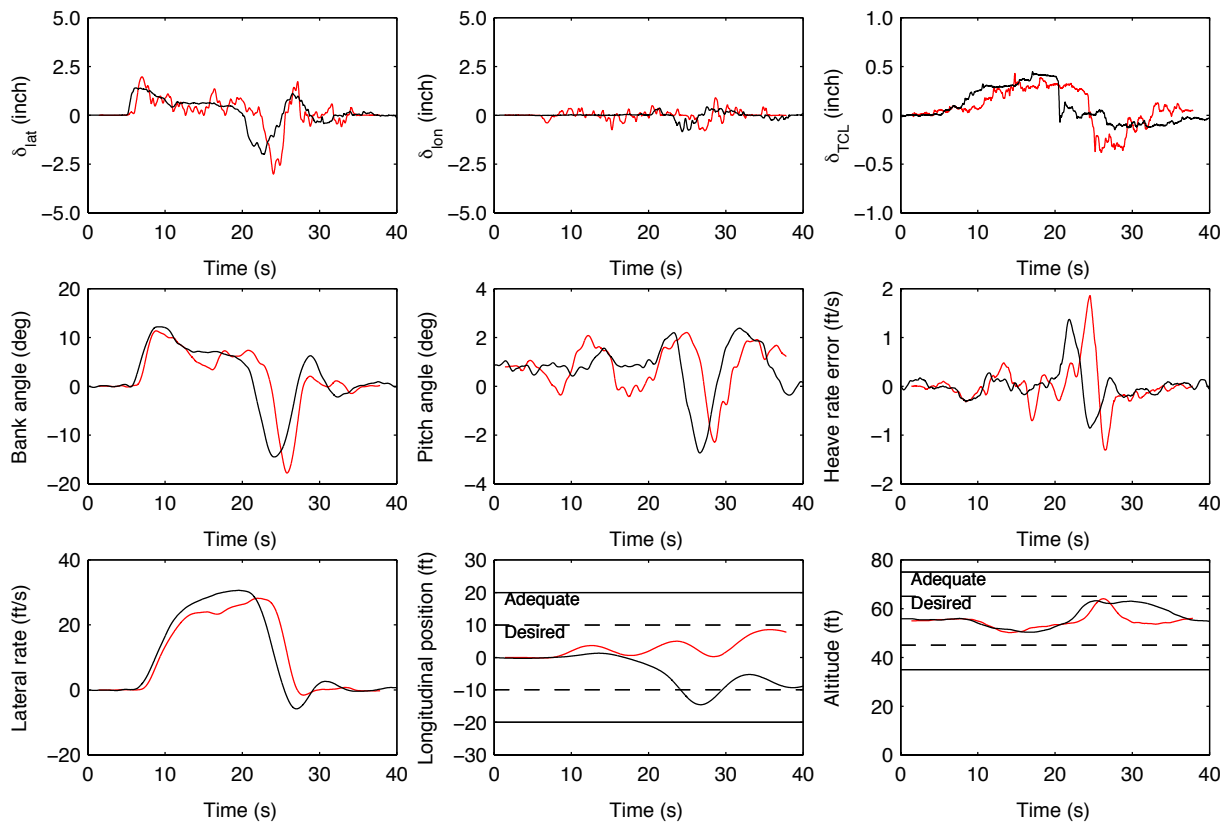 5.0
2.5
0
−2.5
−5.0
δlat (inch)
0 10 20 30 40
Time (s)
5.0
2.5
0
−2.5
−5.0
δlon (inch)
0 10 20 30 40
Time (s)
1.0
0.5
0
−0.5
−1.0
δTCL (inch)
0 10 20 30 40
Time (s)
20
10
0
−10
−20
Bank angle (deg)
0 10 20 30 40
Time (s)
4
2
0
−2
−4
Pitch angle (deg)
0 10 20 30 40
Time (s)
2
1
0
−1
−2
Heave rate error (ft/s)
0 10 20 30 40
Time (s)
40
20
0
−20
Lateral rate (ft/s)
0 10 20 30 40
Time (s)
30
20
10
0
−10
−20
−30
Longitudinal position (ft)
Adequate
Desired
0 10 20 30 40
Time (s)
80
60
40
20
0
Altitude (ft)
Adequate
Desired
0 10 20 30 40
Time (s)